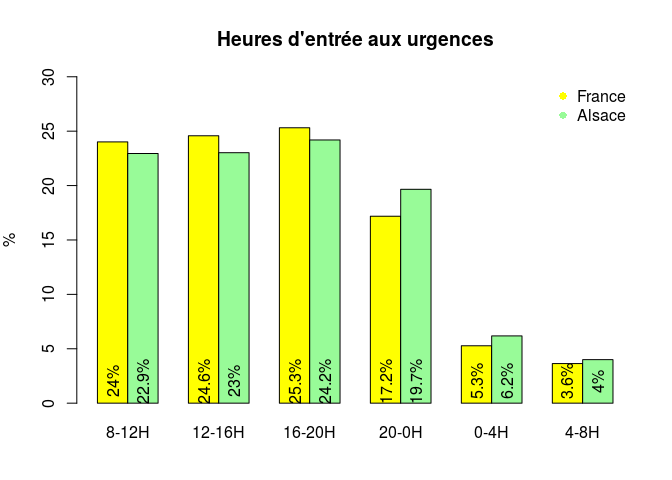 Heures d'entrée aux urgences
France
Alsace
%
30
25
20
15
10
5
0
24%
22.9%
24.6%
23%
25.3%
24.2%
17.2%
19.7%
5.3%
6.2%
3.6%
4%
8-12H
12-16H
16-20H
20-0H
0-4H
4-8H